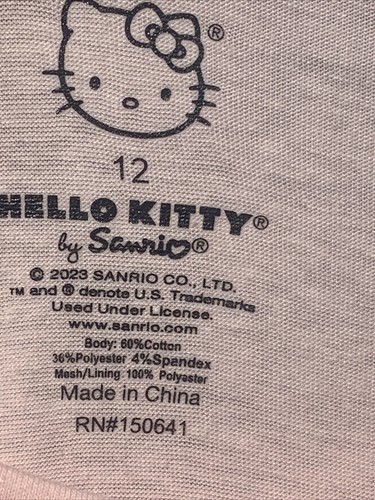 ®
12
HELLO KITTY®
by Sanrio®
© 2023 SANRIO CO., LTD.
TM and ® denote U.S. Trademarks
Used Under License.
www.sanrio.com
Body: 60%Cotton
36%Polyester 4%Spandex
Mesh/Lining 100% Polyester
Made in China
RN#150641